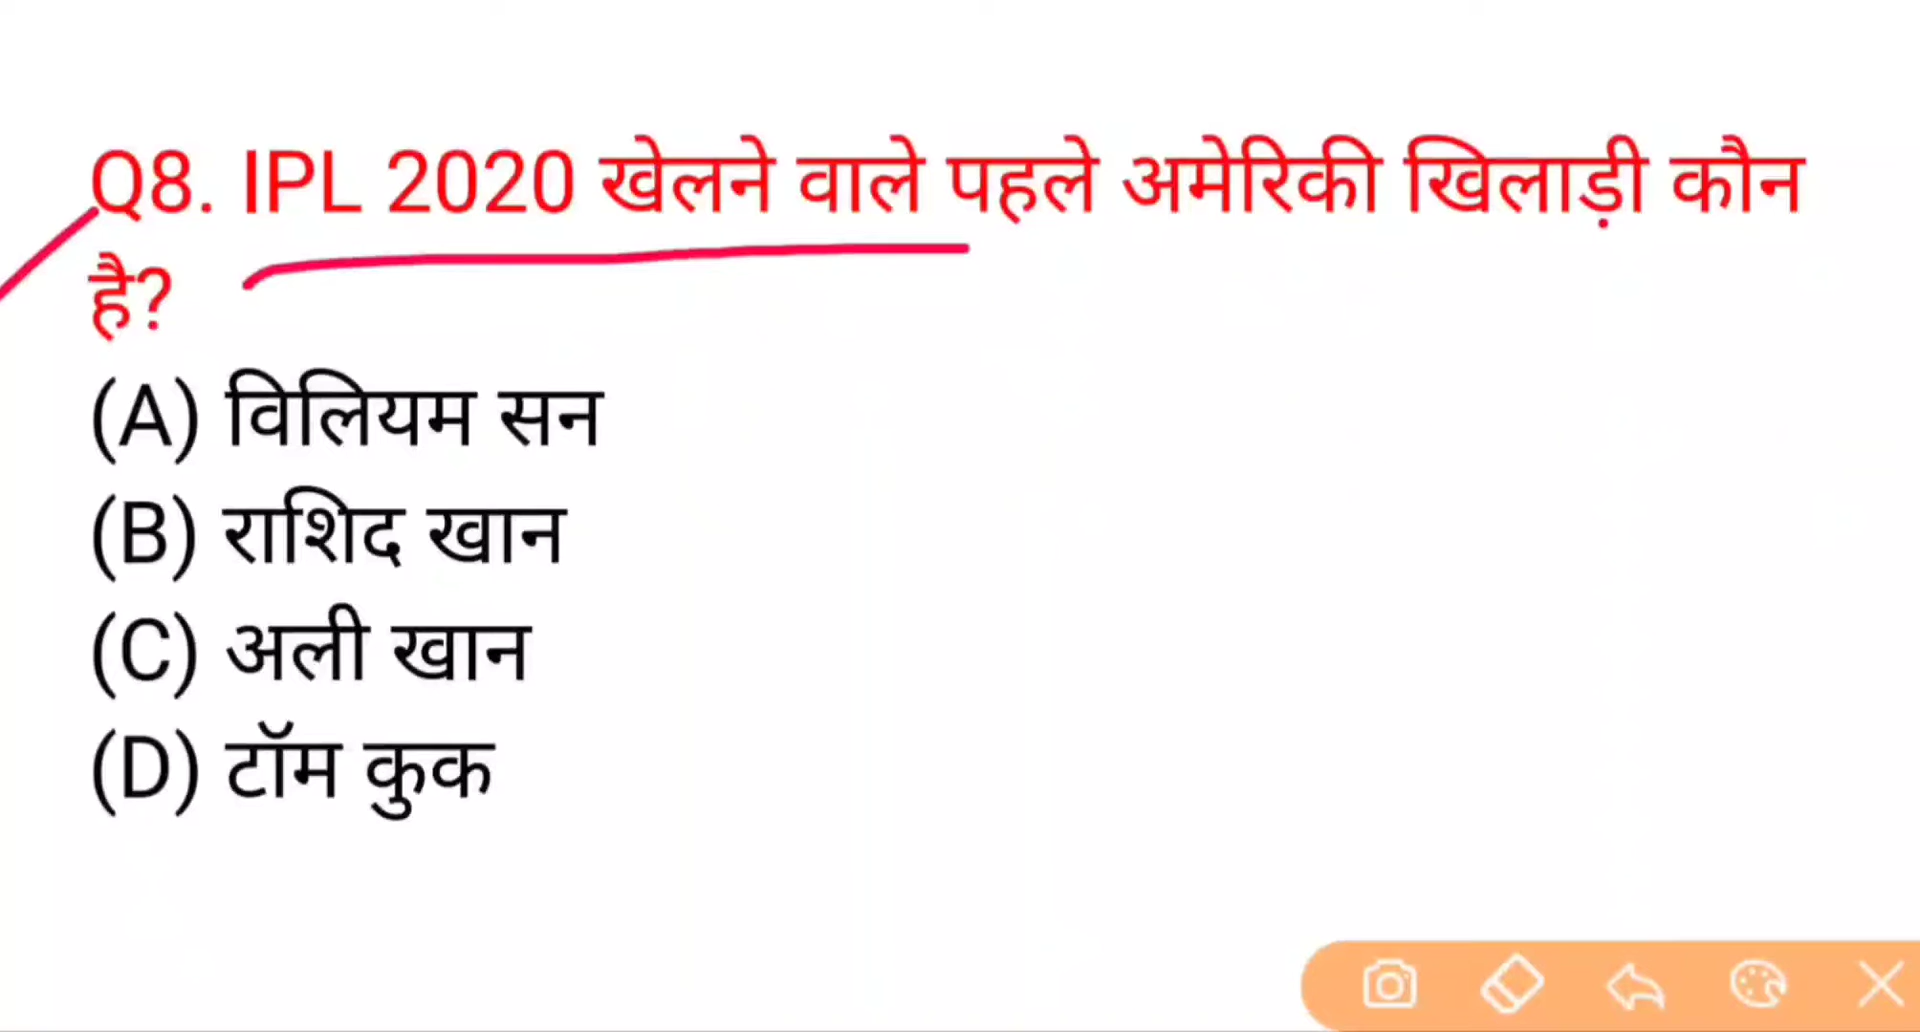 Q8. IPL 2020 खेलने वाले पहले अमेरिकी खिलाड़ी कौन
है?
(A) विलियम सन
(B) राशिद खान
(C) अली खान
(D) टॉम कुक